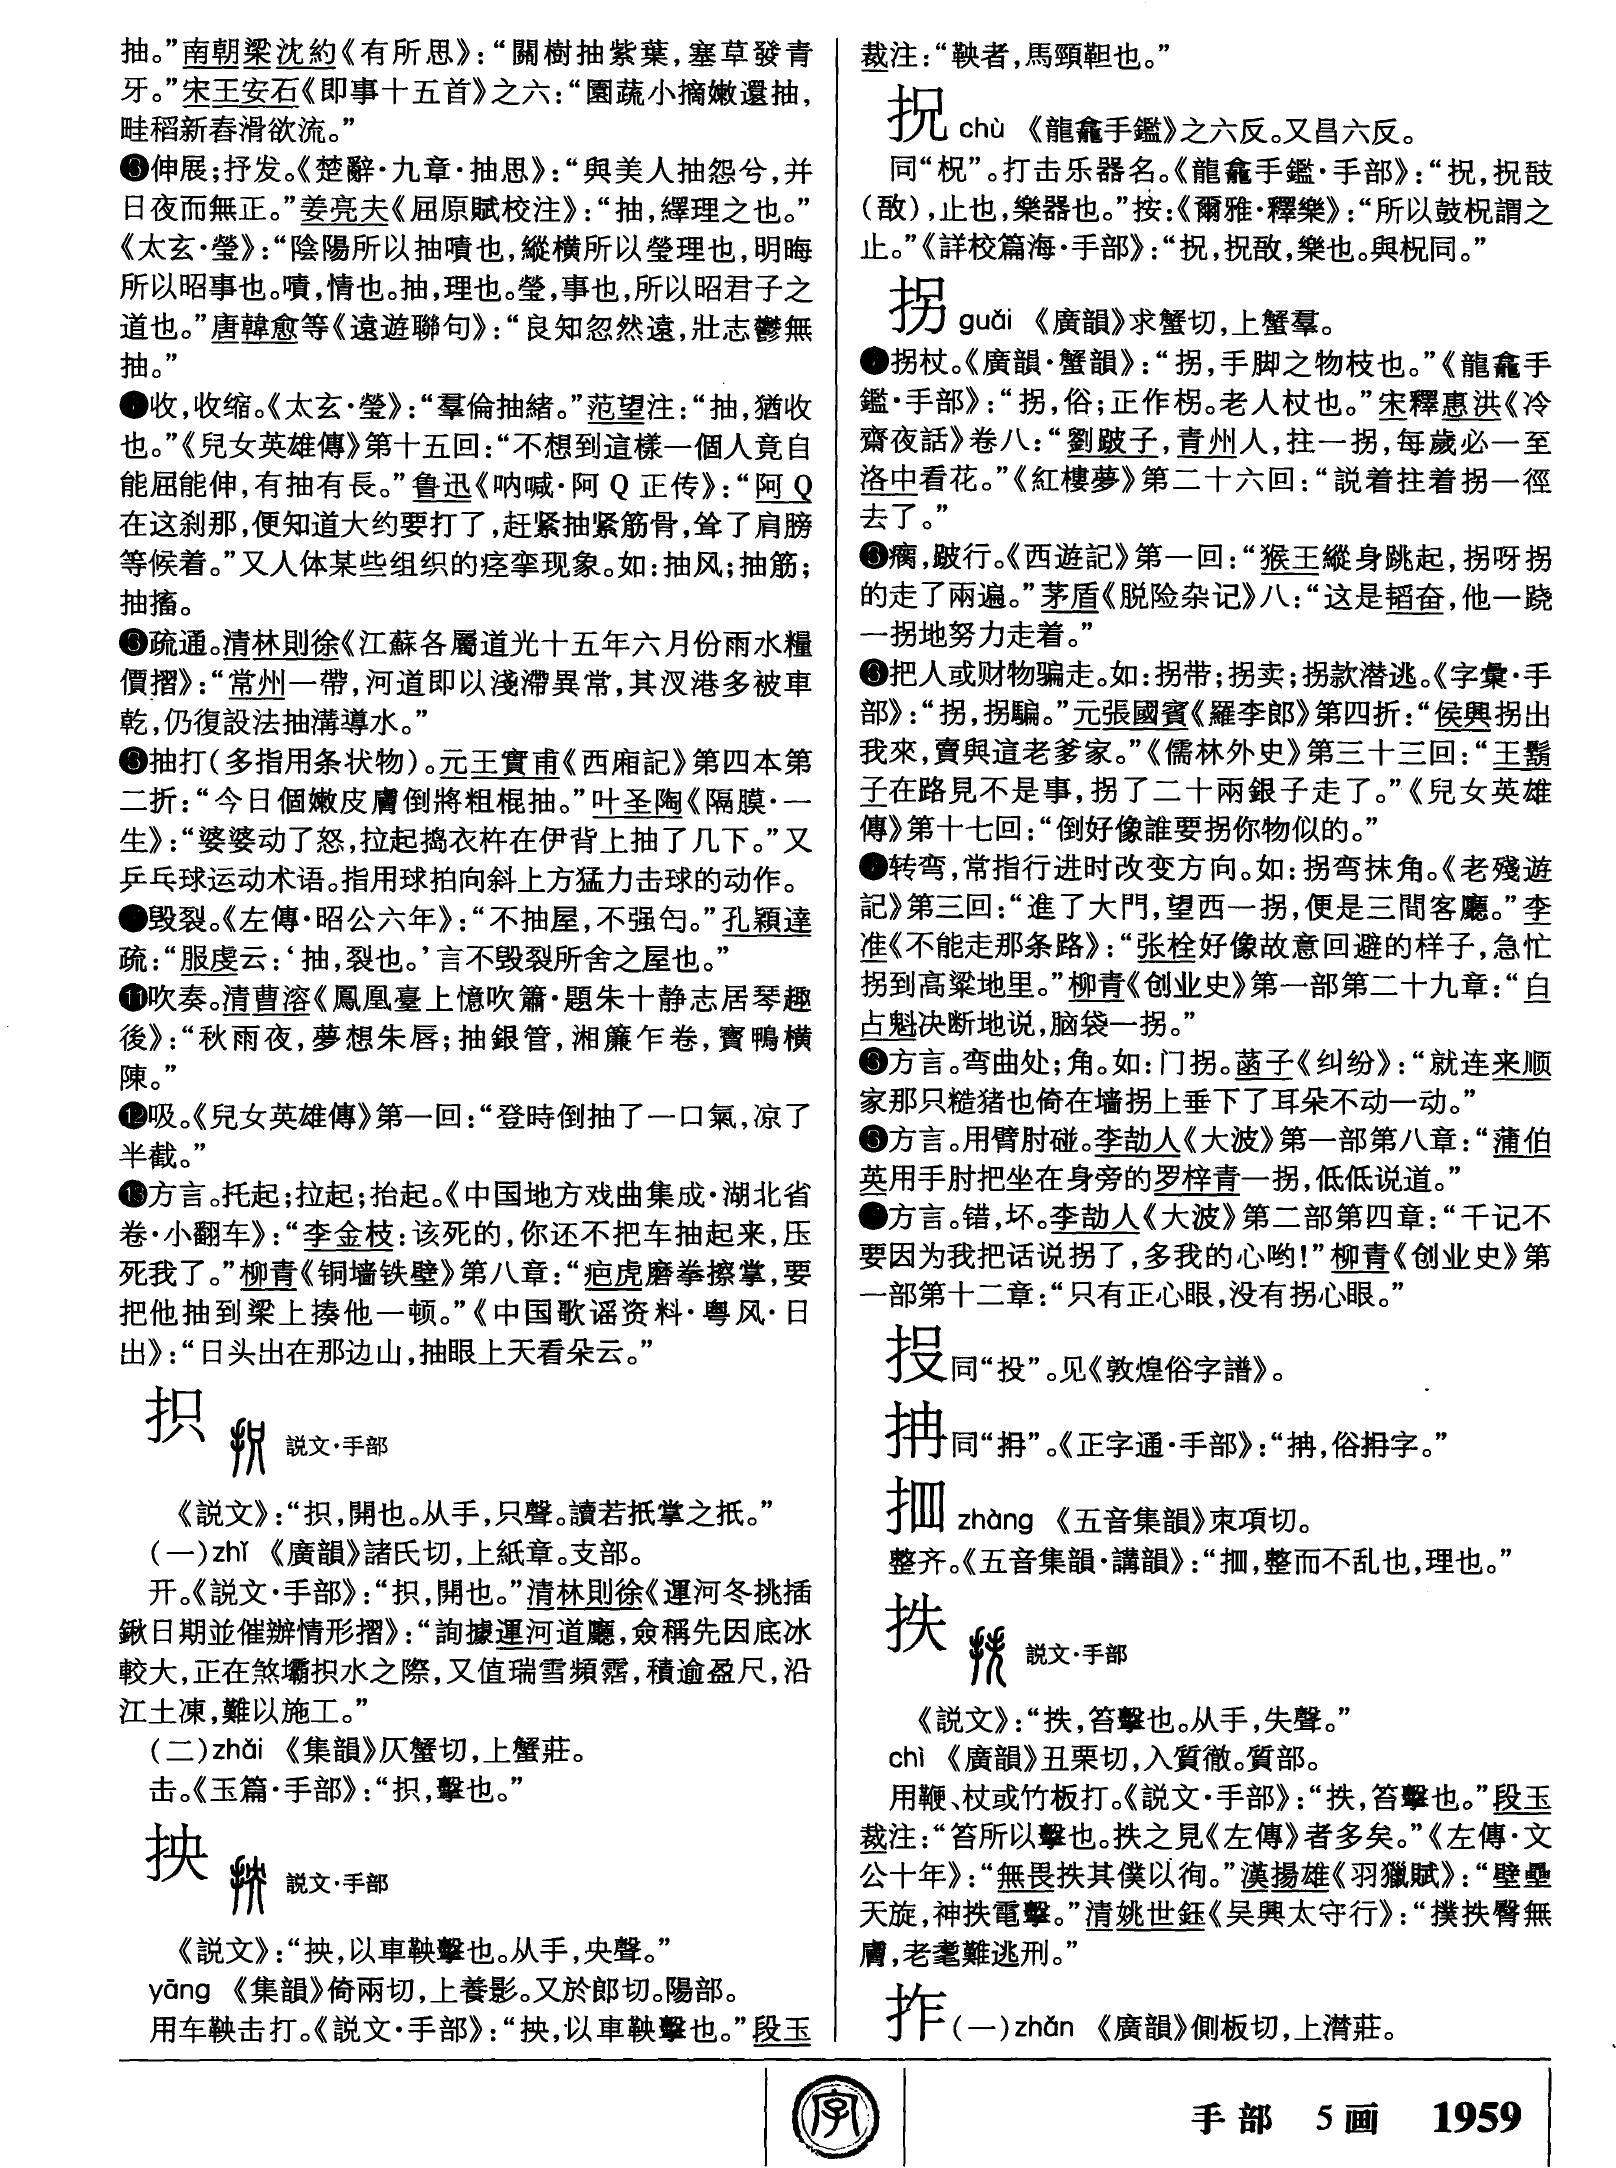 抽。”南朝梁沈約《有所思》：“關樹抽紫葉，塞草發青
牙。”宋王安石《即事十五首》之六：“園蔬小摘嫩還抽，
畦稻新舂滑欲流。”
❻伸展；抒发。《楚辭·九章·抽思》：“與美人抽怨兮，并
日夜而無正。”姜亮夫《屈原賦校注》：“抽，繹理之也。”
《太玄·瑩》：“陰陽所以抽嘳也，縱横所以瑩理也，明晦
所以昭事也。嘳，情也。抽，理也。瑩，事也，所以昭君子之
道也。”唐韓愈等《遠遊聯句》：“良知忽然遠，壯志鬱無
抽。”
❼收，收缩。《太玄·瑩》：“羣倫抽緒。”范望注：“抽，猶收
也。”《兒女英雄傳》第十五回：“不想到這樣一個人竟自
能屈能伸，有抽有長。”鲁迅《呐喊·阿Q正传》：“阿Q
在这刹那，便知道大约要打了，赶紧抽紧筋骨，耸了肩膀
等候着。”又人体某些组织的痉挛现象。如：抽风；抽筋；
抽搐。
❽疏通。清林則徐《江蘇各屬道光十五年六月份雨水糧
價摺》：“常州一帶，河道即以淺滯異常，其汊港多被車
乾，仍復設法抽溝導水。”
❾抽打（多指用条状物）。元王實甫《西廂記》第四本第
二折：“今日個嫩皮膚倒將粗棍抽。”叶圣陶《隔膜·一
生》：“婆婆动了怒，拉起捣衣杵在伊背上抽了几下。”又
乒乓球运动术语。指用球拍向斜上方猛力击球的动作。
❿毁裂。《左傳·昭公六年》：“不抽屋，不强匄。”孔穎達
疏：“服虔云：‘抽，裂也。’言不毁裂所舍之屋也。”
⓫吹奏。清曹溶《鳳凰臺上憶吹簫·題朱十静志居琴趣
後》：“秋雨夜，夢想朱唇；抽銀管，湘簾乍卷，寳鴨横
陳。”
⓬吸。《兒女英雄傳》第一回：“登時倒抽了一口氣，凉了
半截。”
⓭方言。托起；拉起；抬起。《中国地方戏曲集成·湖北省
卷·小翻车》：“李金枝：该死的，你还不把车抽起来，压
死我了。”柳青《铜墙铁壁》第八章：“疤虎磨拳擦掌，要
把他抽到梁上揍他一顿。”《中国歌谣资料·粤风·日
出》：“日头出在那边山，抽眼上天看朵云。”
抧 説文·手部
《説文》：“抧，開也。从手，只聲。讀若抵掌之抵。”
（一）zhǐ 《廣韻》諸氏切，上紙章。支部。
开。《説文·手部》：“抧，開也。”清林則徐《運河冬挑插
鍬日期並催辦情形摺》：“詢據運河道廳，僉稱先因底冰
較大，正在煞壩抧水之際，又值瑞雪頻霑，積逾盈尺，沿
江土凍，難以施工。”
（二）zhǎi 《集韻》仄蟹切，上蟹莊。
击。《玉篇·手部》：“抧，擊也。”
抰 説文·手部
《説文》：“抰，以車鞅擊也。从手，央聲。”
yāng 《集韻》倚兩切，上養影。又於郎切。陽部。
用车鞅击打。《説文·手部》：“抰，以車鞅擊也。”段玉
裁注：“鞅者，馬頸靼也。”
拀 chù 《龍龕手鑑》之六反。又昌六反。
同“柷”。打击乐器名。《龍龕手鑑·手部》：“拀，拀敔
（敔），止也，樂器也。”按：《爾雅·釋樂》：“所以鼓柷謂之
止。”《詳校篇海·手部》：“拀，拀敔，樂也。與柷同。”
拐 guǎi 《廣韻》求蟹切，上蟹羣。
❶拐杖。《廣韻·蟹韻》：“拐，手脚之物枝也。”《龍龕手
鑑·手部》：“拐，俗；正作枴。老人杖也。”宋釋惠洪《冷
齋夜話》卷八：“劉跛子，青州人，拄一拐，每歲必一至
洛中看花。”《紅樓夢》第二十六回：“説着拄着拐一徑
去了。”
❷瘸，跛行。《西遊記》第一回：“猴王縱身跳起，拐呀拐
的走了兩遍。”茅盾《脱险杂记》八：“这是韬奋，他一跷
一拐地努力走着。”
❸把人或财物骗走。如：拐带；拐卖；拐款潜逃。《字彙·手
部》：“拐，拐騙。”元張國賓《羅李郎》第四折：“侯興拐出
我來，賣與這老爹家。”《儒林外史》第三十三回：“王鬍
子在路見不是事，拐了二十兩銀子走了。”《兒女英雄
傳》第十七回：“倒好像誰要拐你物似的。”
❹转弯，常指行进时改变方向。如：拐弯抹角。《老殘遊
記》第三回：“進了大門，望西一拐，便是三間客廳。”李
准《不能走那条路》：“张栓好像故意回避的样子，急忙
拐到高粱地里。”柳青《创业史》第一部第二十九章：“白
占魁决断地说，脑袋一拐。”
❺方言。弯曲处；角。如：门拐。菡子《纠纷》：“就连来顺
家那只糙猪也倚在墙拐上垂下了耳朵不动一动。”
❻方言。用臂肘碰。李劼人《大波》第一部第八章：“蒲伯
英用手肘把坐在身旁的罗梓青一拐，低低说道。”
❼方言。错，坏。李劼人《大波》第二部第四章：“千记不
要因为我把话说拐了，多我的心哟！”柳青《创业史》第
一部第十二章：“只有正心眼，没有拐心眼。”
同“投”。见《敦煌俗字譜》。
同“拇”。《正字通·手部》：“，俗拇字。”
zhàng 《五音集韻》朿項切。
整齐。《五音集韻·講韻》：“，整而不乱也，理也。”
抶 説文·手部
《説文》：“抶，笞擊也。从手，失聲。”
chì 《廣韻》丑栗切，入質徹。質部。
用鞭、杖或竹板打。《説文·手部》：“抶，笞擊也。”段玉
裁注：“笞所以擊也。抶之見《左傳》者多矣。”《左傳·文
公十年》：“無畏抶其僕以徇。”漢揚雄《羽獵賦》：“壁壘
天旋，神抶電擊。”清姚世鈺《吴興太守行》：“撲抶臀無
膚，老耄難逃刑。”
拃（一）zhǎn 《廣韻》側板切，上潸莊。
字
手部 5画 1959